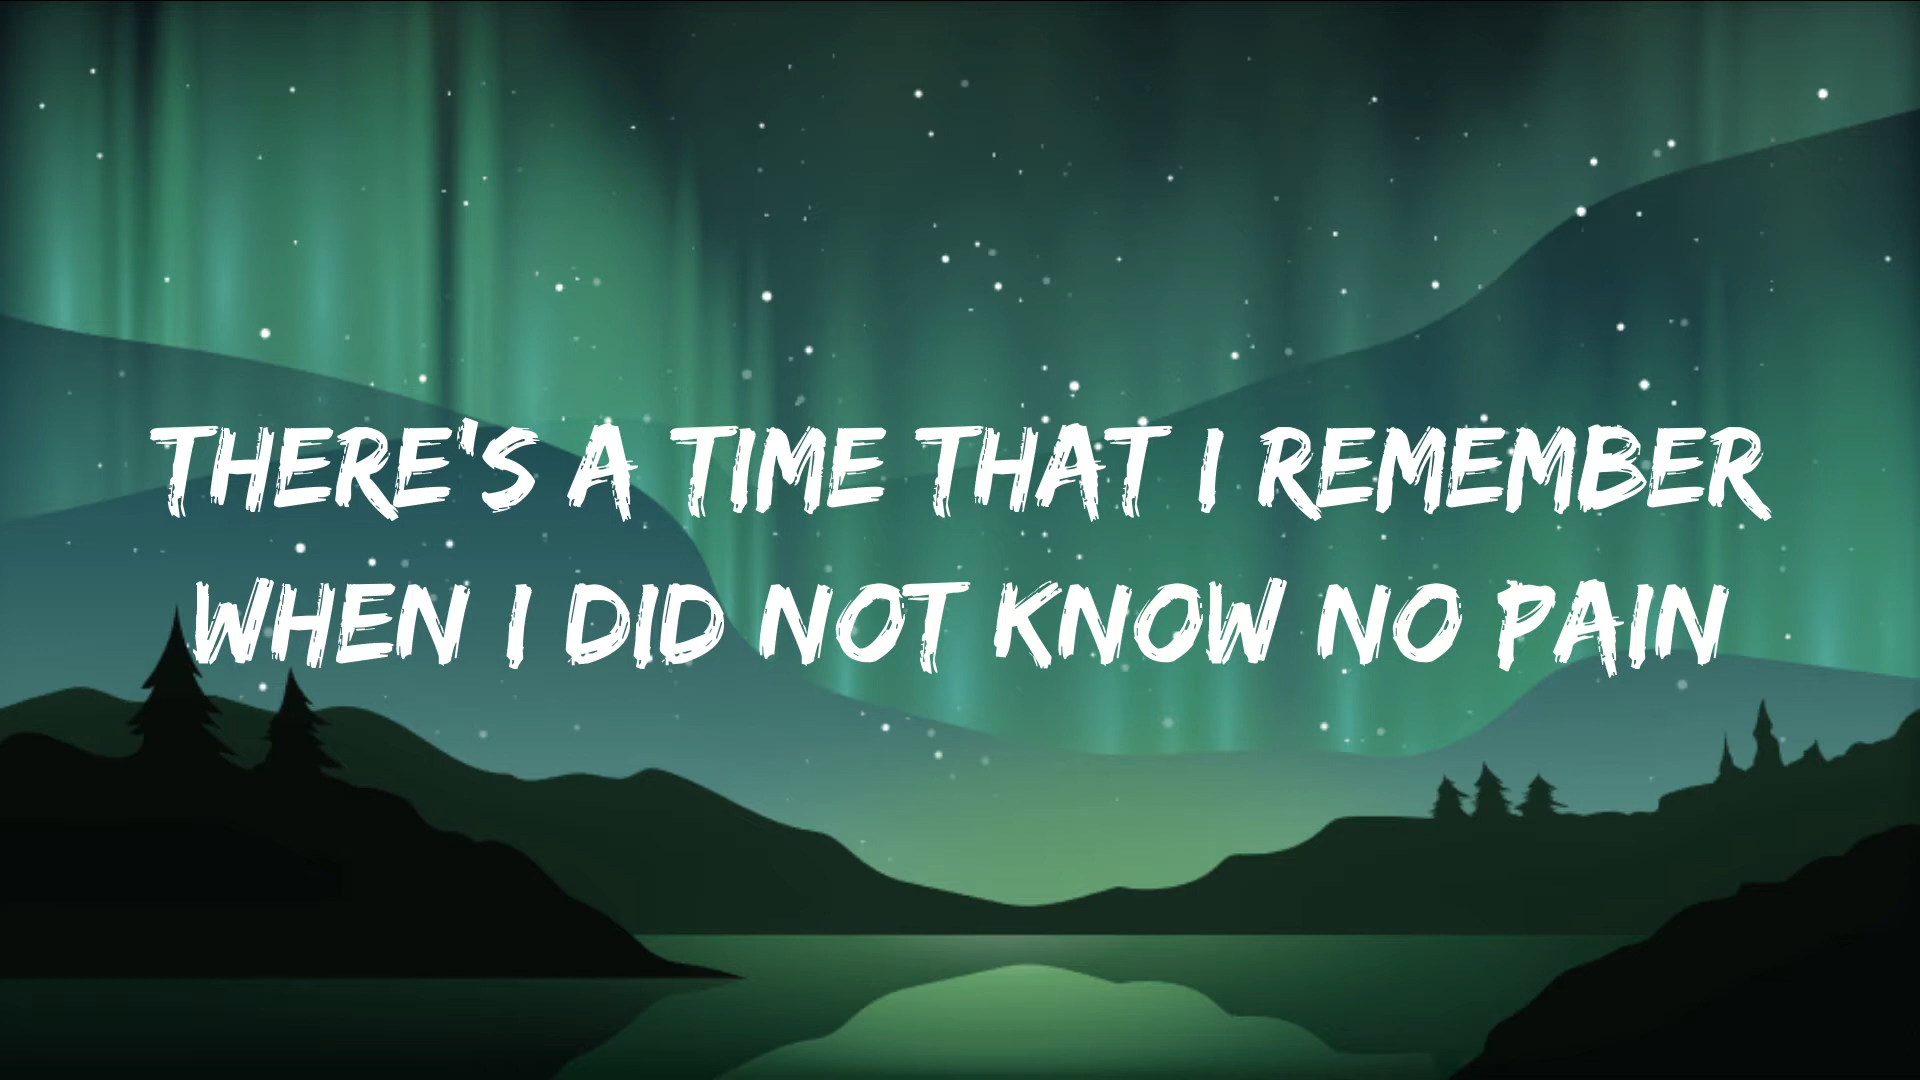 THERE'S A TIME THAT I REMEMBER
WHEN I DID NOT KNOW NO PAIN